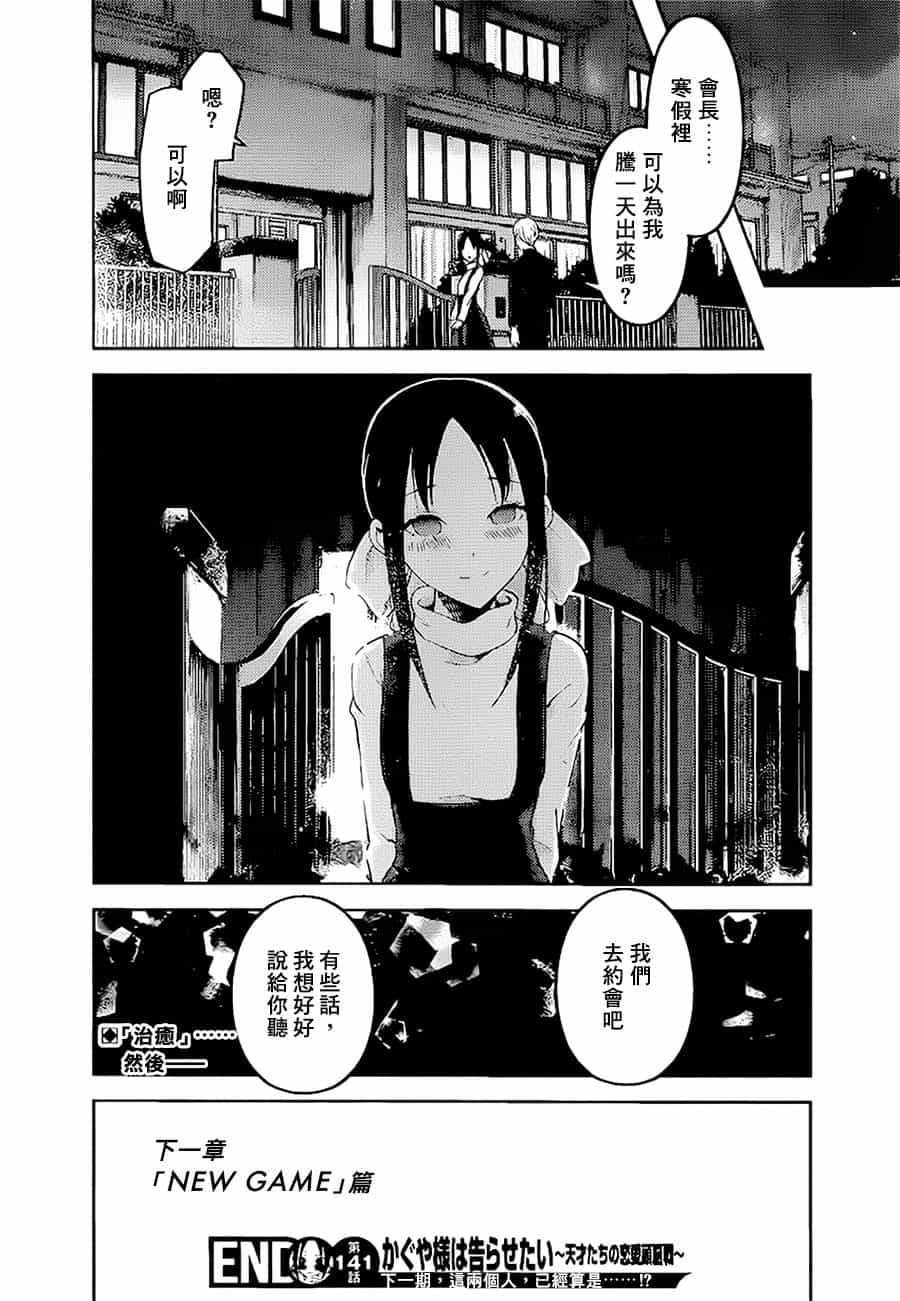 會長……
寒假裡
可以為我
騰一天出來嗎?
嗯?
可以啊
我們
去約會吧
有些話,
我想好好
說給你聽
「治癒」……
然後——
下一章
「NEW GAME」篇
END
第
141
話
かぐや様は告らせたい~天才たちの恋愛頭脳戦~
下一期,這兩個人,已經算是……!?